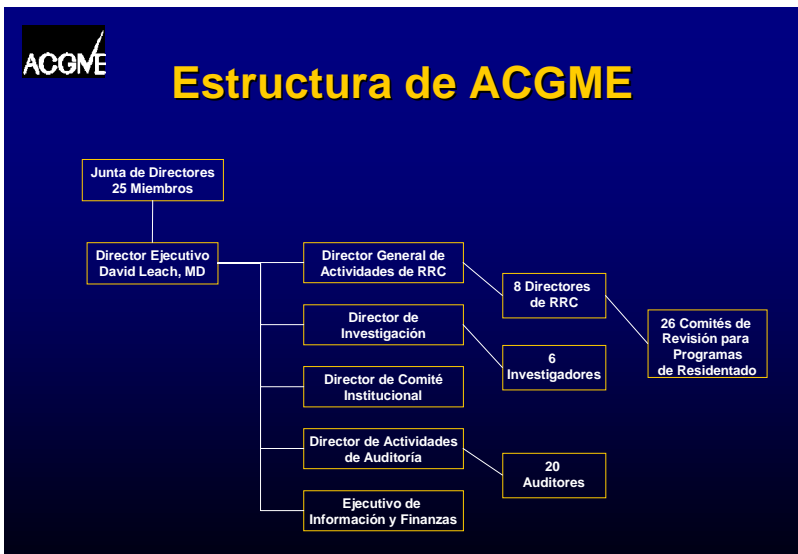 ACGME
Estructura de ACGME
Junta de Directores
25 Miembros
Director Ejecutivo
David Leach, MD
Director General de
Actividades de RRC
8 Directores
de RRC
Director de
Investigación
26 Comités de
Revisión para
Programas
de Residentado
6
Investigadores
Director de Comité
Institucional
Director de Actividades
de Auditoría
20
Auditores
Ejecutivo de
Información y Finanzas